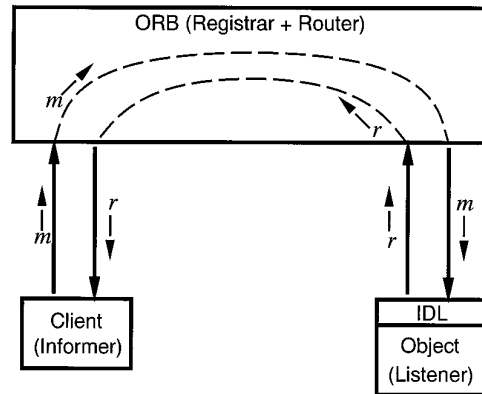 ORB (Registrar + Router)
m
r
m
r
r
m
Client
(Informer)
IDL
Object
(Listener)